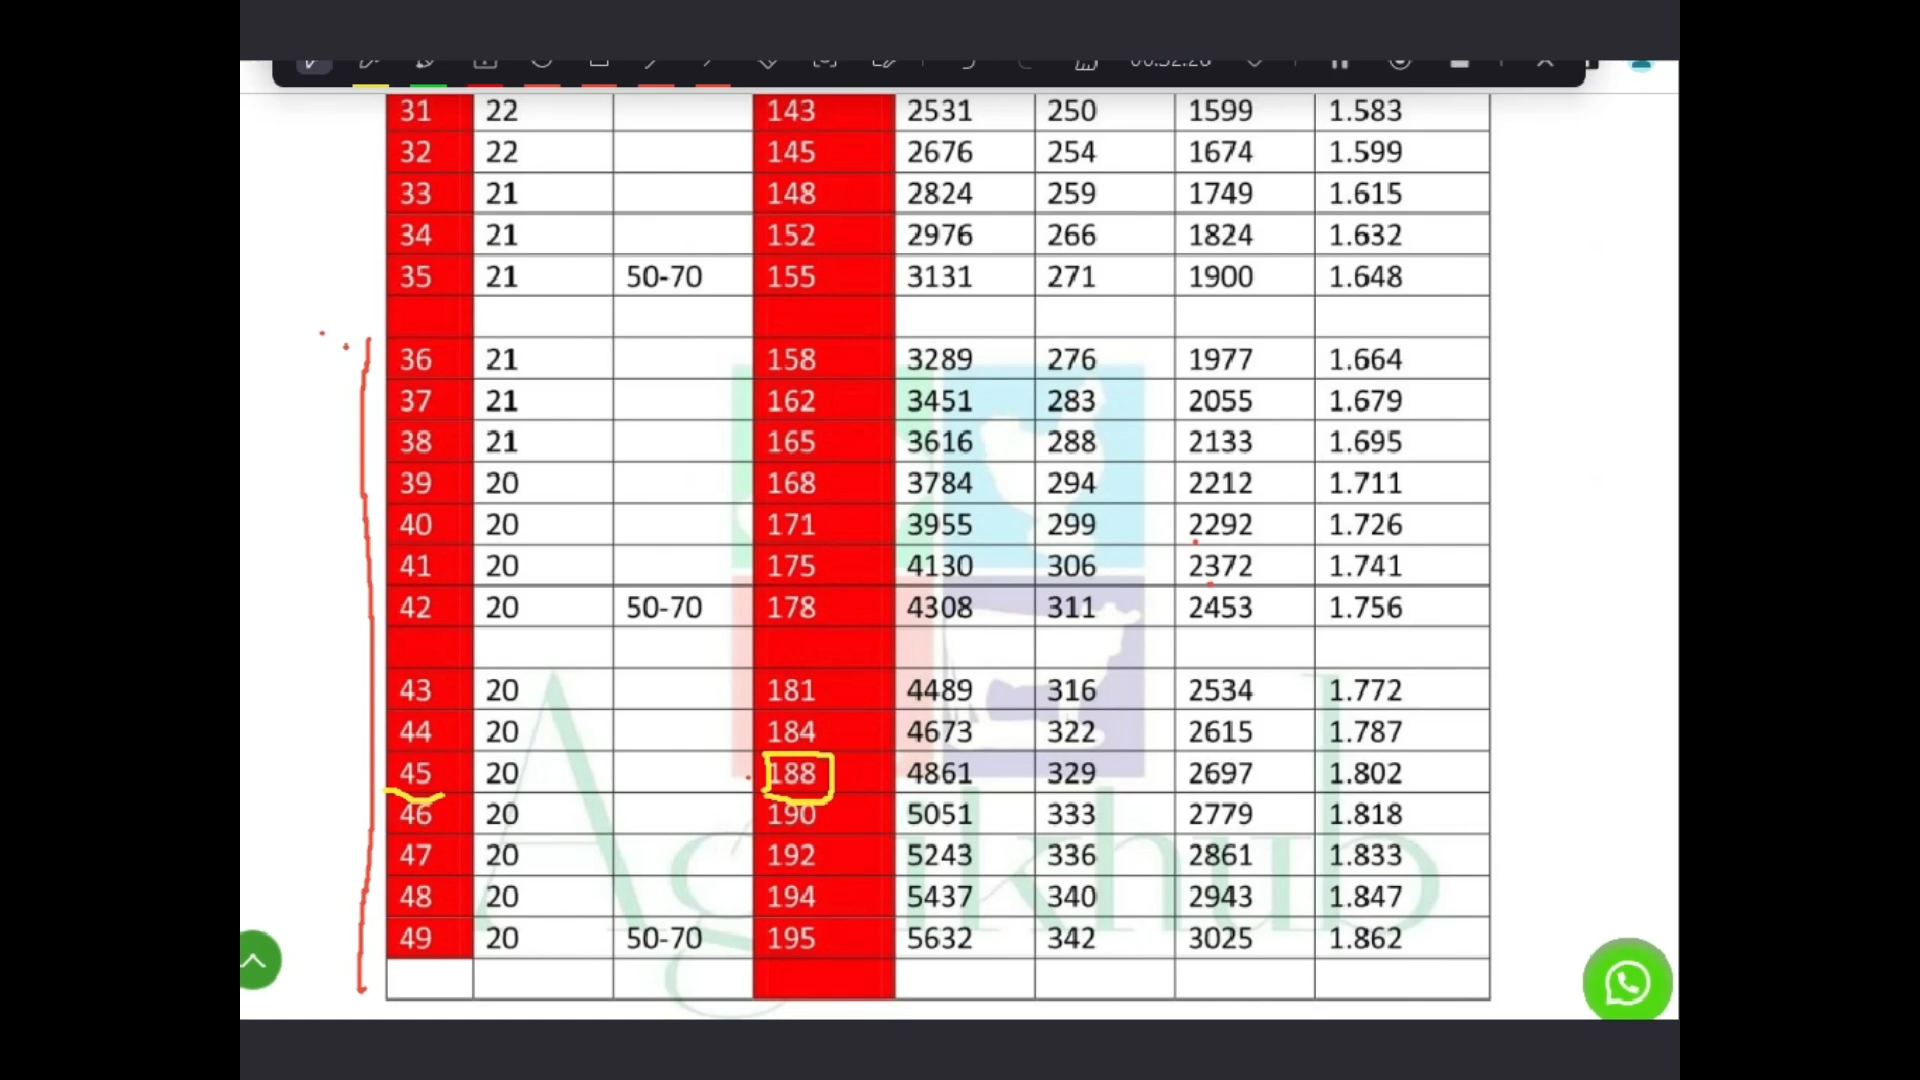 31 22 143 2531 250 1599 1.583
32 22 145 2676 254 1674 1.599
33 21 148 2824 259 1749 1.615
34 21 152 2976 266 1824 1.632
35 21 50-70 155 3131 271 1900 1.648
36 21 158 3289 276 1977 1.664
37 21 162 3451 283 2055 1.679
38 21 165 3616 288 2133 1.695
39 20 168 3784 294 2212 1.711
40 20 171 3955 299 2292 1.726
41 20 175 4130 306 2372 1.741
42 20 50-70 178 4308 311 2453 1.756
43 20 181 4489 316 2534 1.772
44 20 184 4673 322 2615 1.787
45 20 188 4861 329 2697 1.802
46 20 190 5051 333 2779 1.818
47 20 192 5243 336 2861 1.833
48 20 194 5437 340 2943 1.847
49 20 50-70 195 5632 342 3025 1.862
Agrikhub